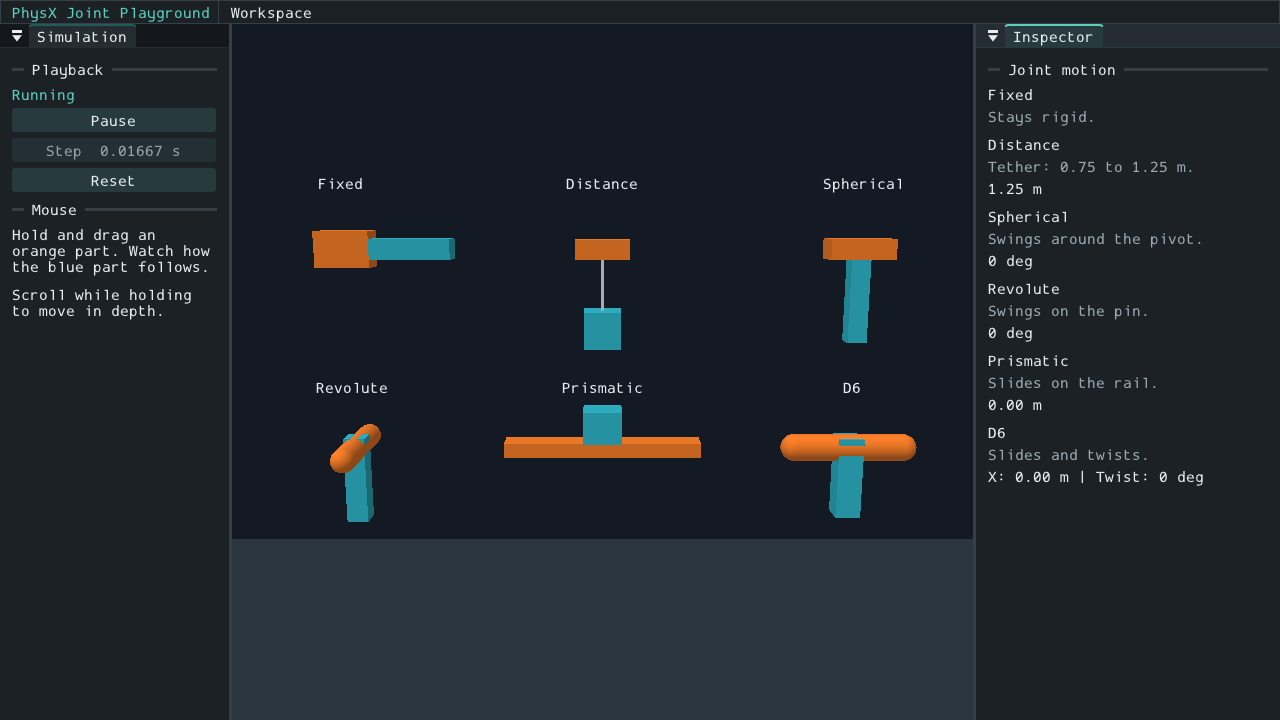 PhysX Joint Playground
Workspace
Simulation
Playback
Running
Pause
Step  0.01667 s
Reset
Mouse
Hold and drag an
orange part. Watch how
the blue part follows.
Scroll while holding
to move in depth.
Fixed
Distance
Spherical
Revolute
Prismatic
D6
Inspector
Joint motion
Fixed
Stays rigid.
Distance
Tether: 0.75 to 1.25 m.
1.25 m
Spherical
Swings around the pivot.
0 deg
Revolute
Swings on the pin.
0 deg
Prismatic
Slides on the rail.
0.00 m
D6
Slides and twists.
X: 0.00 m | Twist: 0 deg